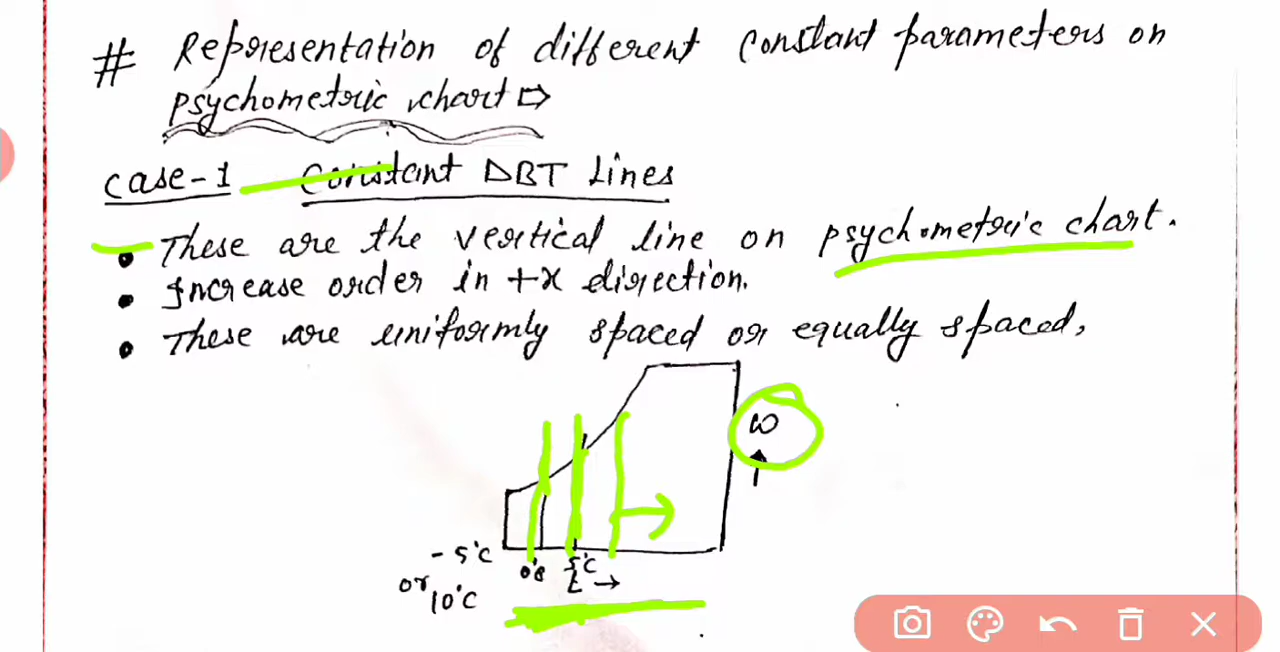 # Representation of different constant parameters on
psychometric chart ⇨
case-1 Constant DBT Lines
• These are the vertical line on psychometric chart.
• Increase order in +x direction.
• These are uniformly spaced or equally spaced,
ω
↑
- 5°C
or
10°C
0°C
5°C
t →